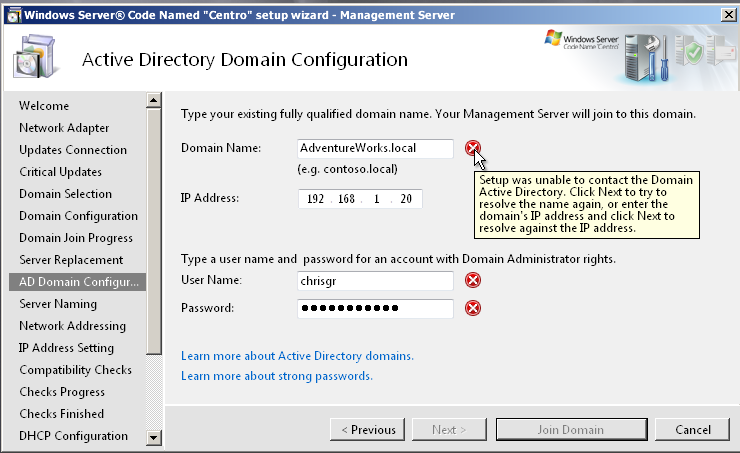 Windows Server® Code Named "Centro" setup wizard - Management Server
Active Directory Domain Configuration
Windows Server
Code Name "Centro"
Welcome
Network Adapter
Updates Connection
Critical Updates
Domain Selection
Domain Configuration
Domain Join Progress
Server Replacement
AD Domain Configur...
Server Naming
Network Addressing
IP Address Setting
Compatibility Checks
Checks Progress
Checks Finished
DHCP Configuration
Type your existing fully qualified domain name. Your Management Server will join to this domain.
Domain Name: AdventureWorks.local
(e.g. contoso.local)
IP Address: 192 . 168 . 1 . 20
Setup was unable to contact the Domain
Active Directory. Click Next to try to
resolve the name again, or enter the
domain's IP address and click Next to
resolve against the IP address.
Type a user name and password for an account with Domain Administrator rights.
User Name: chrisgr
Password: ●●●●●●●●●●●
Learn more about Active Directory domains.
Learn more about strong passwords.
< Previous
Next >
Join Domain
Cancel